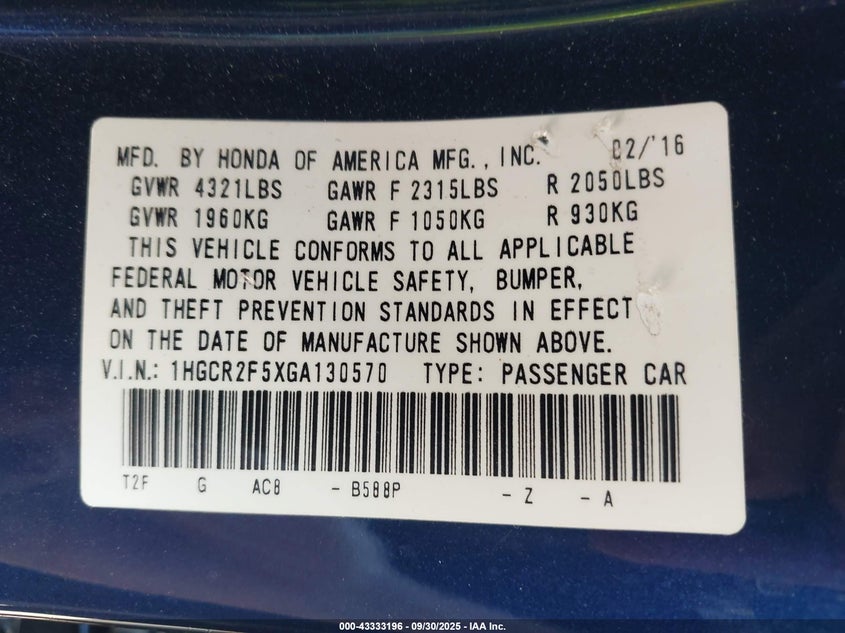 MFD. BY HONDA OF AMERICA MFG., INC. 02/'16
GVWR 4321LBS GAWR F 2315LBS R 2050LBS
GVWR 1960KG GAWR F 1050KG R 930KG
THIS VEHICLE CONFORMS TO ALL APPLICABLE
FEDERAL MOTOR VEHICLE SAFETY, BUMPER,
AND THEFT PREVENTION STANDARDS IN EFFECT
ON THE DATE OF MANUFACTURE SHOWN ABOVE.
V.I.N.: 1HGCR2F5XGA130570 TYPE: PASSENGER CAR
T2F G AC8 - B588P - Z - A
000-43333196 - 09/30/2025 - IAA Inc.